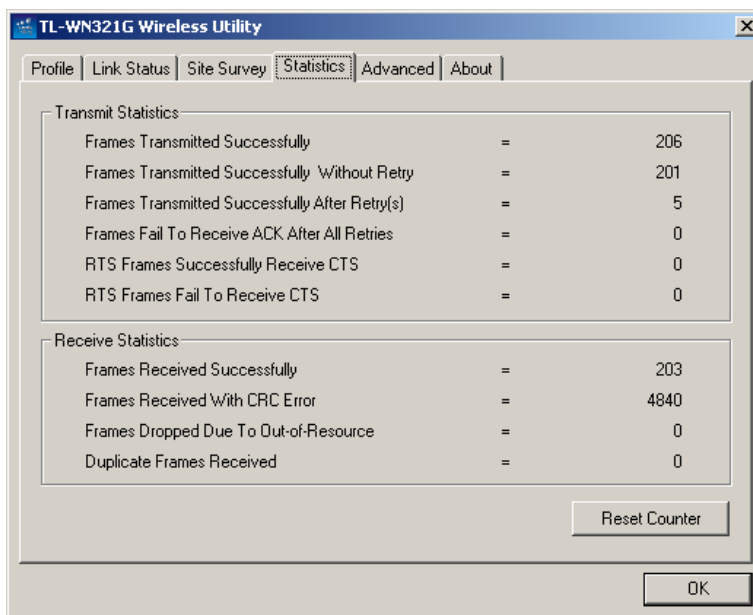 TL-WN321G Wireless Utility
Profile Link Status Site Survey Statistics Advanced About
Transmit Statistics
Frames Transmitted Successfully = 206
Frames Transmitted Successfully Without Retry = 201
Frames Transmitted Successfully After Retry(s) = 5
Frames Fail To Receive ACK After All Retries = 0
RTS Frames Successfully Receive CTS = 0
RTS Frames Fail To Receive CTS = 0
Receive Statistics
Frames Received Successfully = 203
Frames Received With CRC Error = 4840
Frames Dropped Due To Out-of-Resource = 0
Duplicate Frames Received = 0
Reset Counter
OK